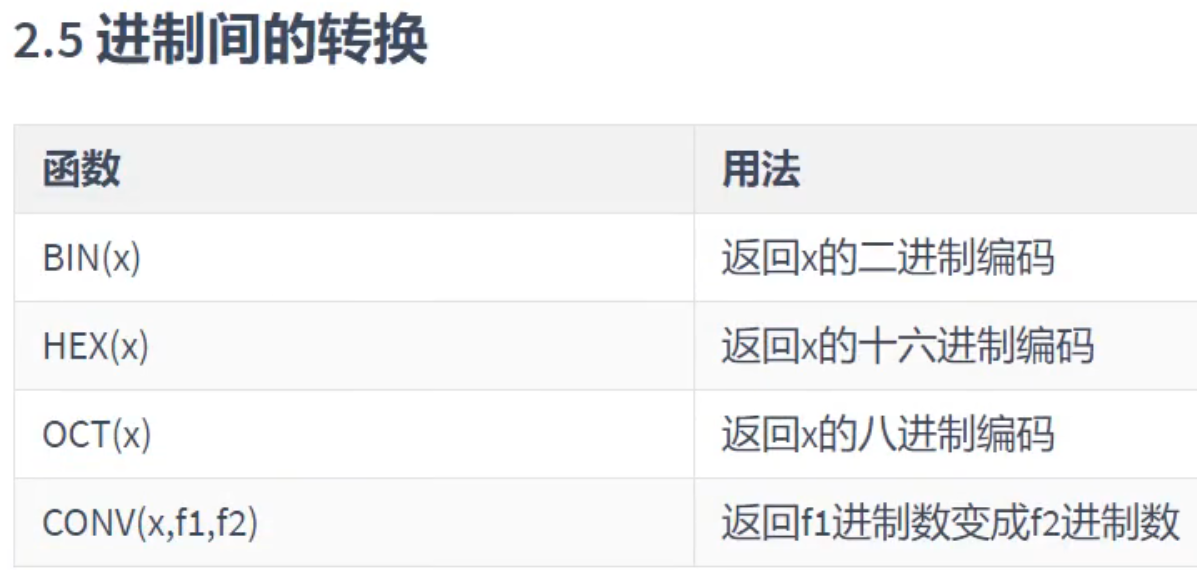 2.5 进制间的转换
函数 用法
BIN(x) 返回x的二进制编码
HEX(x) 返回x的十六进制编码
OCT(x) 返回x的八进制编码
CONV(x,f1,f2) 返回f1进制数变成f2进制数